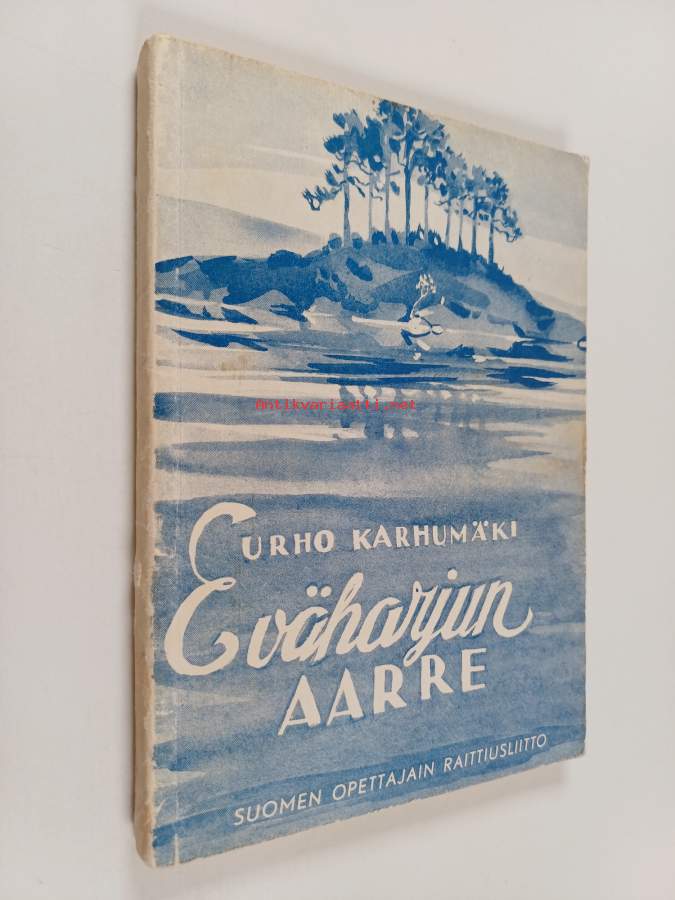 Antikvariaatti.net
URHO KARHUMÄKI
Eväharjun
AARRE
SUOMEN OPETTAJAIN RAITTIUSLIITTO